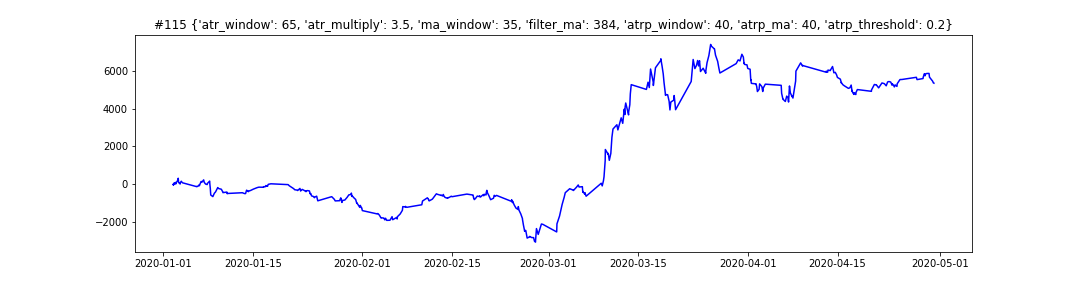 #115 {'atr_window': 65, 'atr_multiply': 3.5, 'ma_window': 35, 'filter_ma': 384, 'atrp_window': 40, 'atrp_ma': 40, 'atrp_threshold': 0.2}
6000
4000
2000
0
−2000
2020-01-01 2020-01-15 2020-02-01 2020-02-15 2020-03-01 2020-03-15 2020-04-01 2020-04-15 2020-05-01